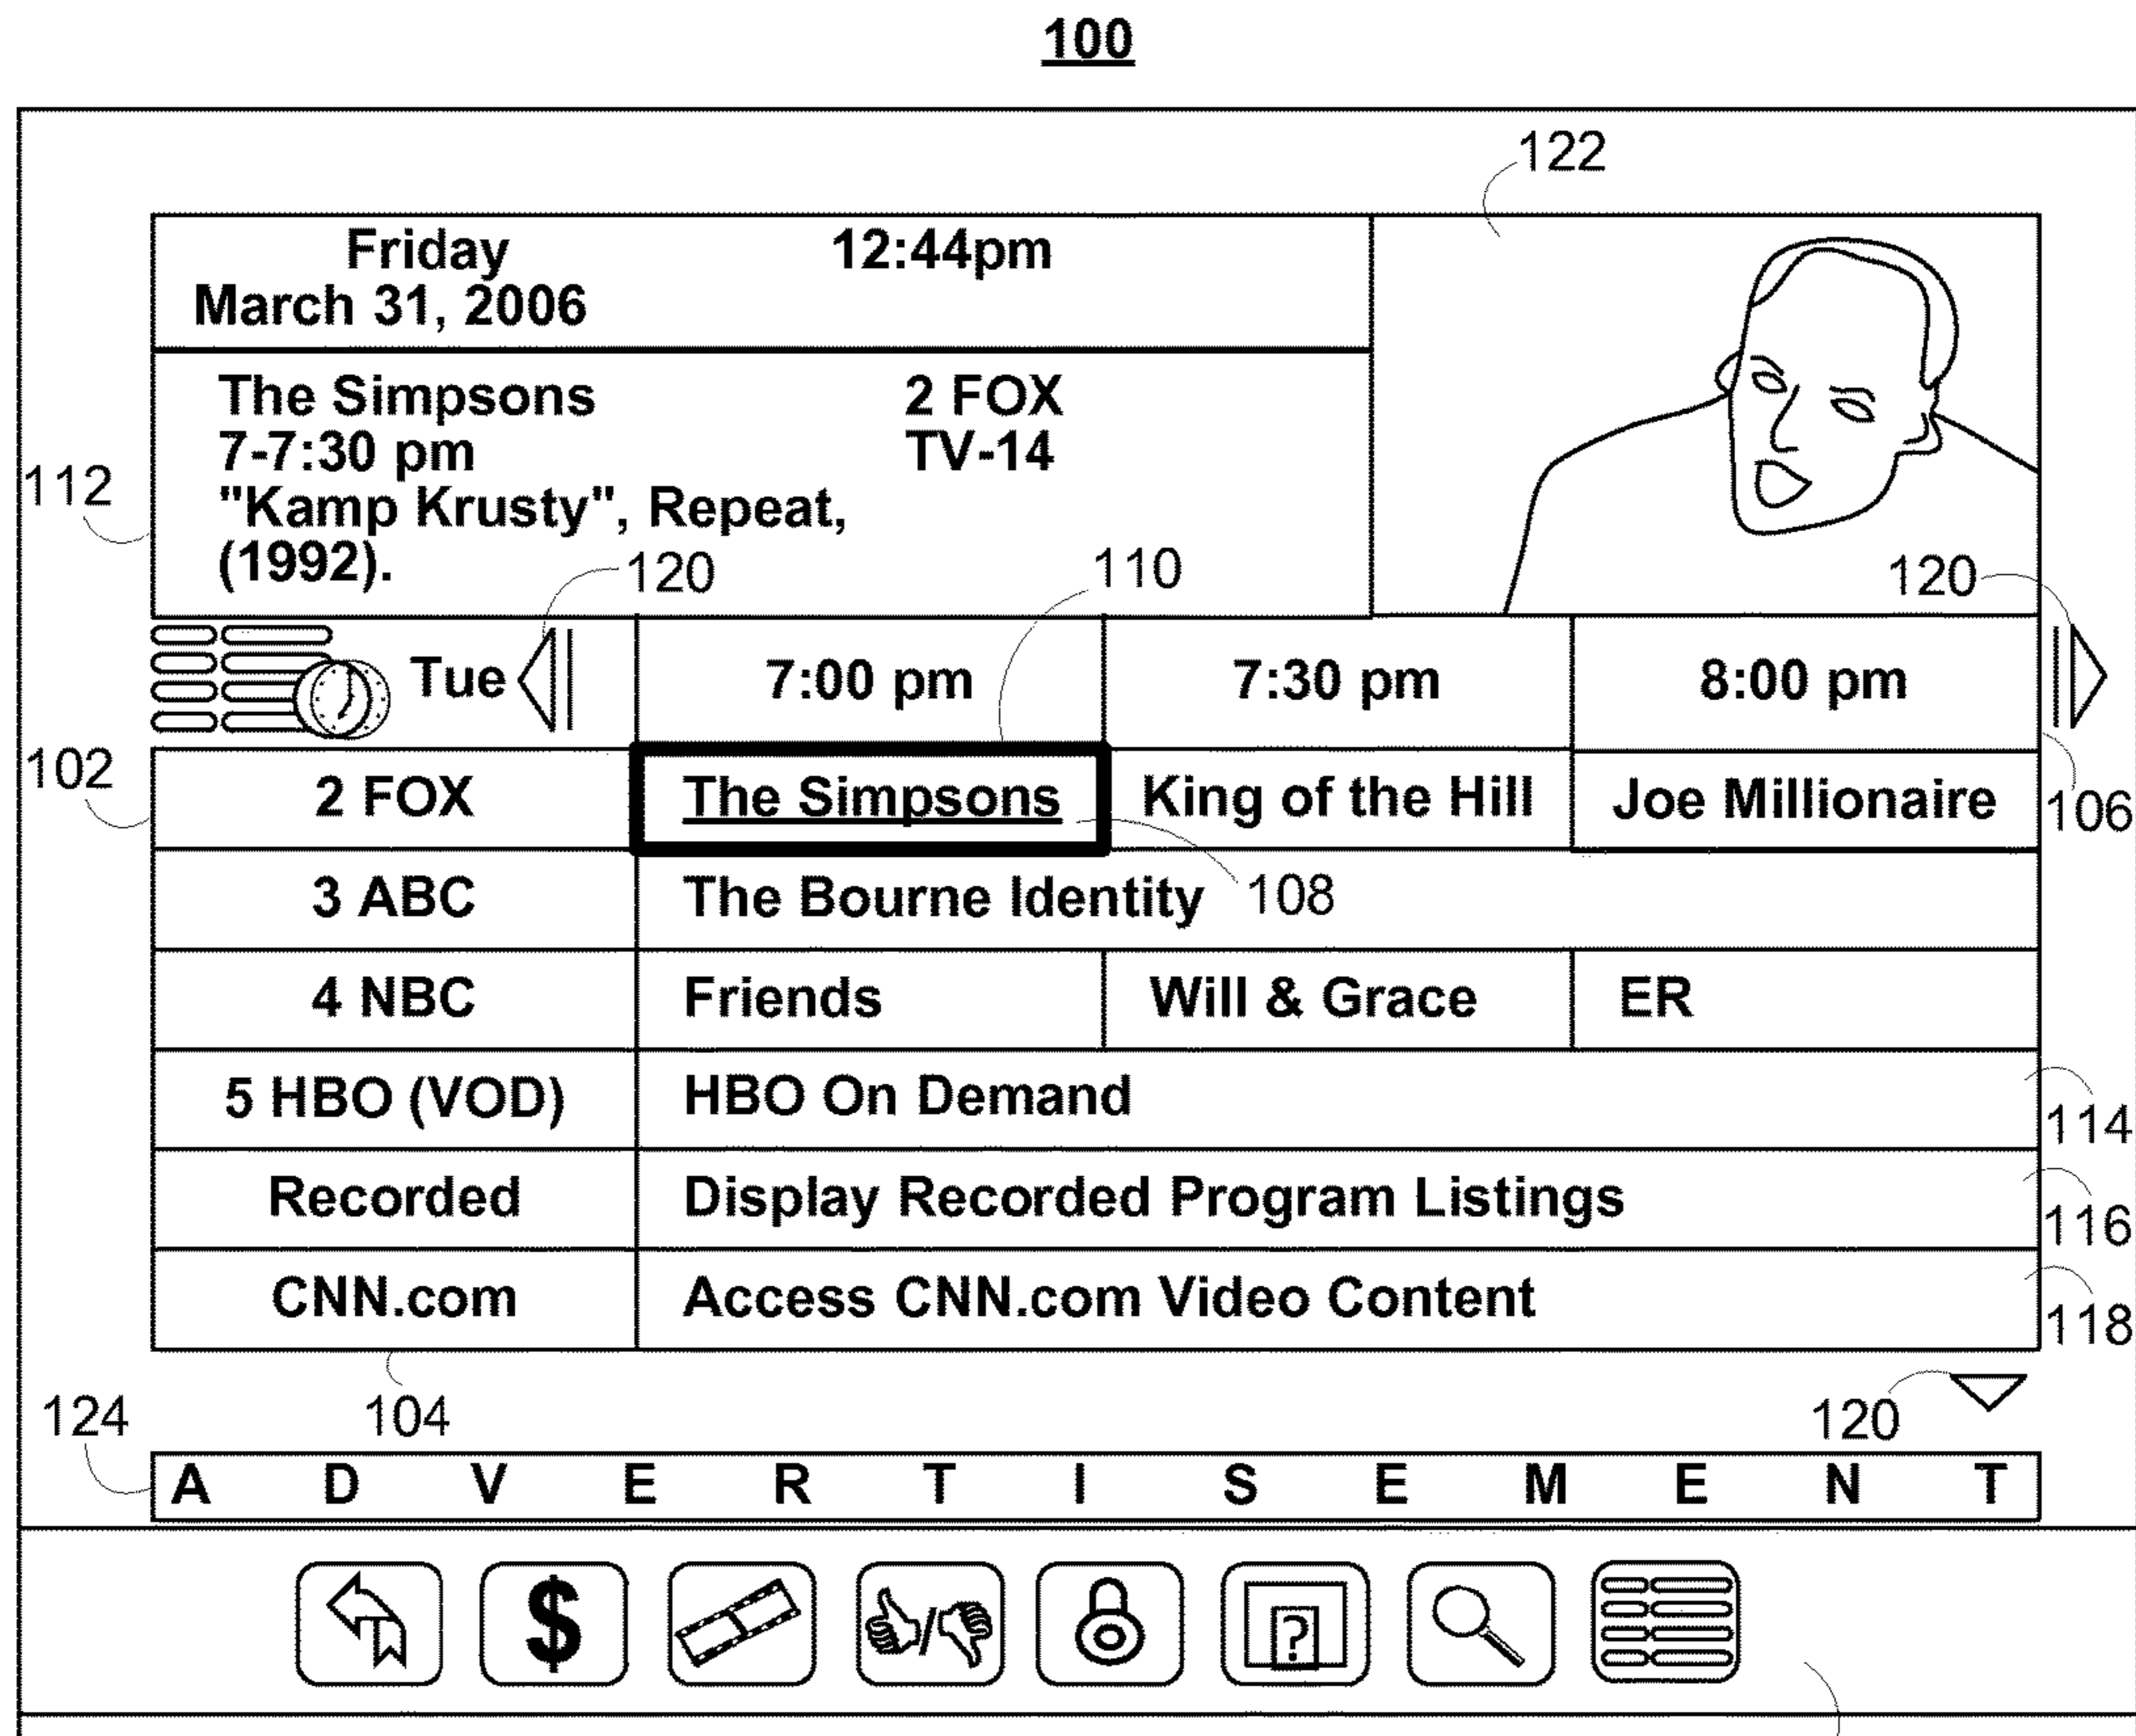 100
122
Friday 12:44pm
March 31, 2006
The Simpsons 2 FOX
7-7:30 pm TV-14
112
"Kamp Krusty", Repeat,
(1992).
120 110 120
Tue 7:00 pm 7:30 pm 8:00 pm
102
2 FOX The Simpsons King of the Hill Joe Millionaire
106
3 ABC The Bourne Identity 108
4 NBC Friends Will & Grace ER
5 HBO (VOD) HBO On Demand
114
Recorded Display Recorded Program Listings
116
CNN.com Access CNN.com Video Content
118
124 104 120
A D V E R T I S E M E N T
$ / ?